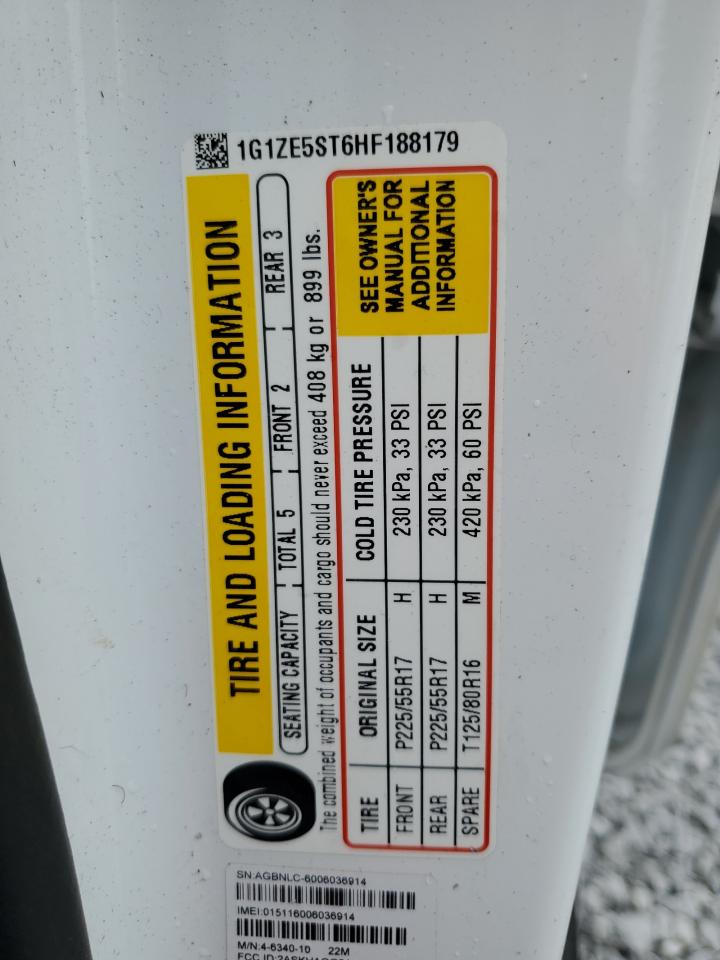 1G1ZE5ST6HF188179
TIRE AND LOADING INFORMATION
SEATING CAPACITY TOTAL 5 FRONT 2 REAR 3
The combined weight of occupants and cargo should never exceed 408 kg or 899 lbs.
TIRE ORIGINAL SIZE COLD TIRE PRESSURE
FRONT P225/55R17 H 230 kPa, 33 PSI
REAR P225/55R17 H 230 kPa, 33 PSI
SPARE T125/80R16 M 420 kPa, 60 PSI
SEE OWNER'S
MANUAL FOR
ADDITIONAL
INFORMATION
SN:AGBNLC-6006036914
IMEI:015116006036914
M/N:4-6340-10 22M
FCC ID: